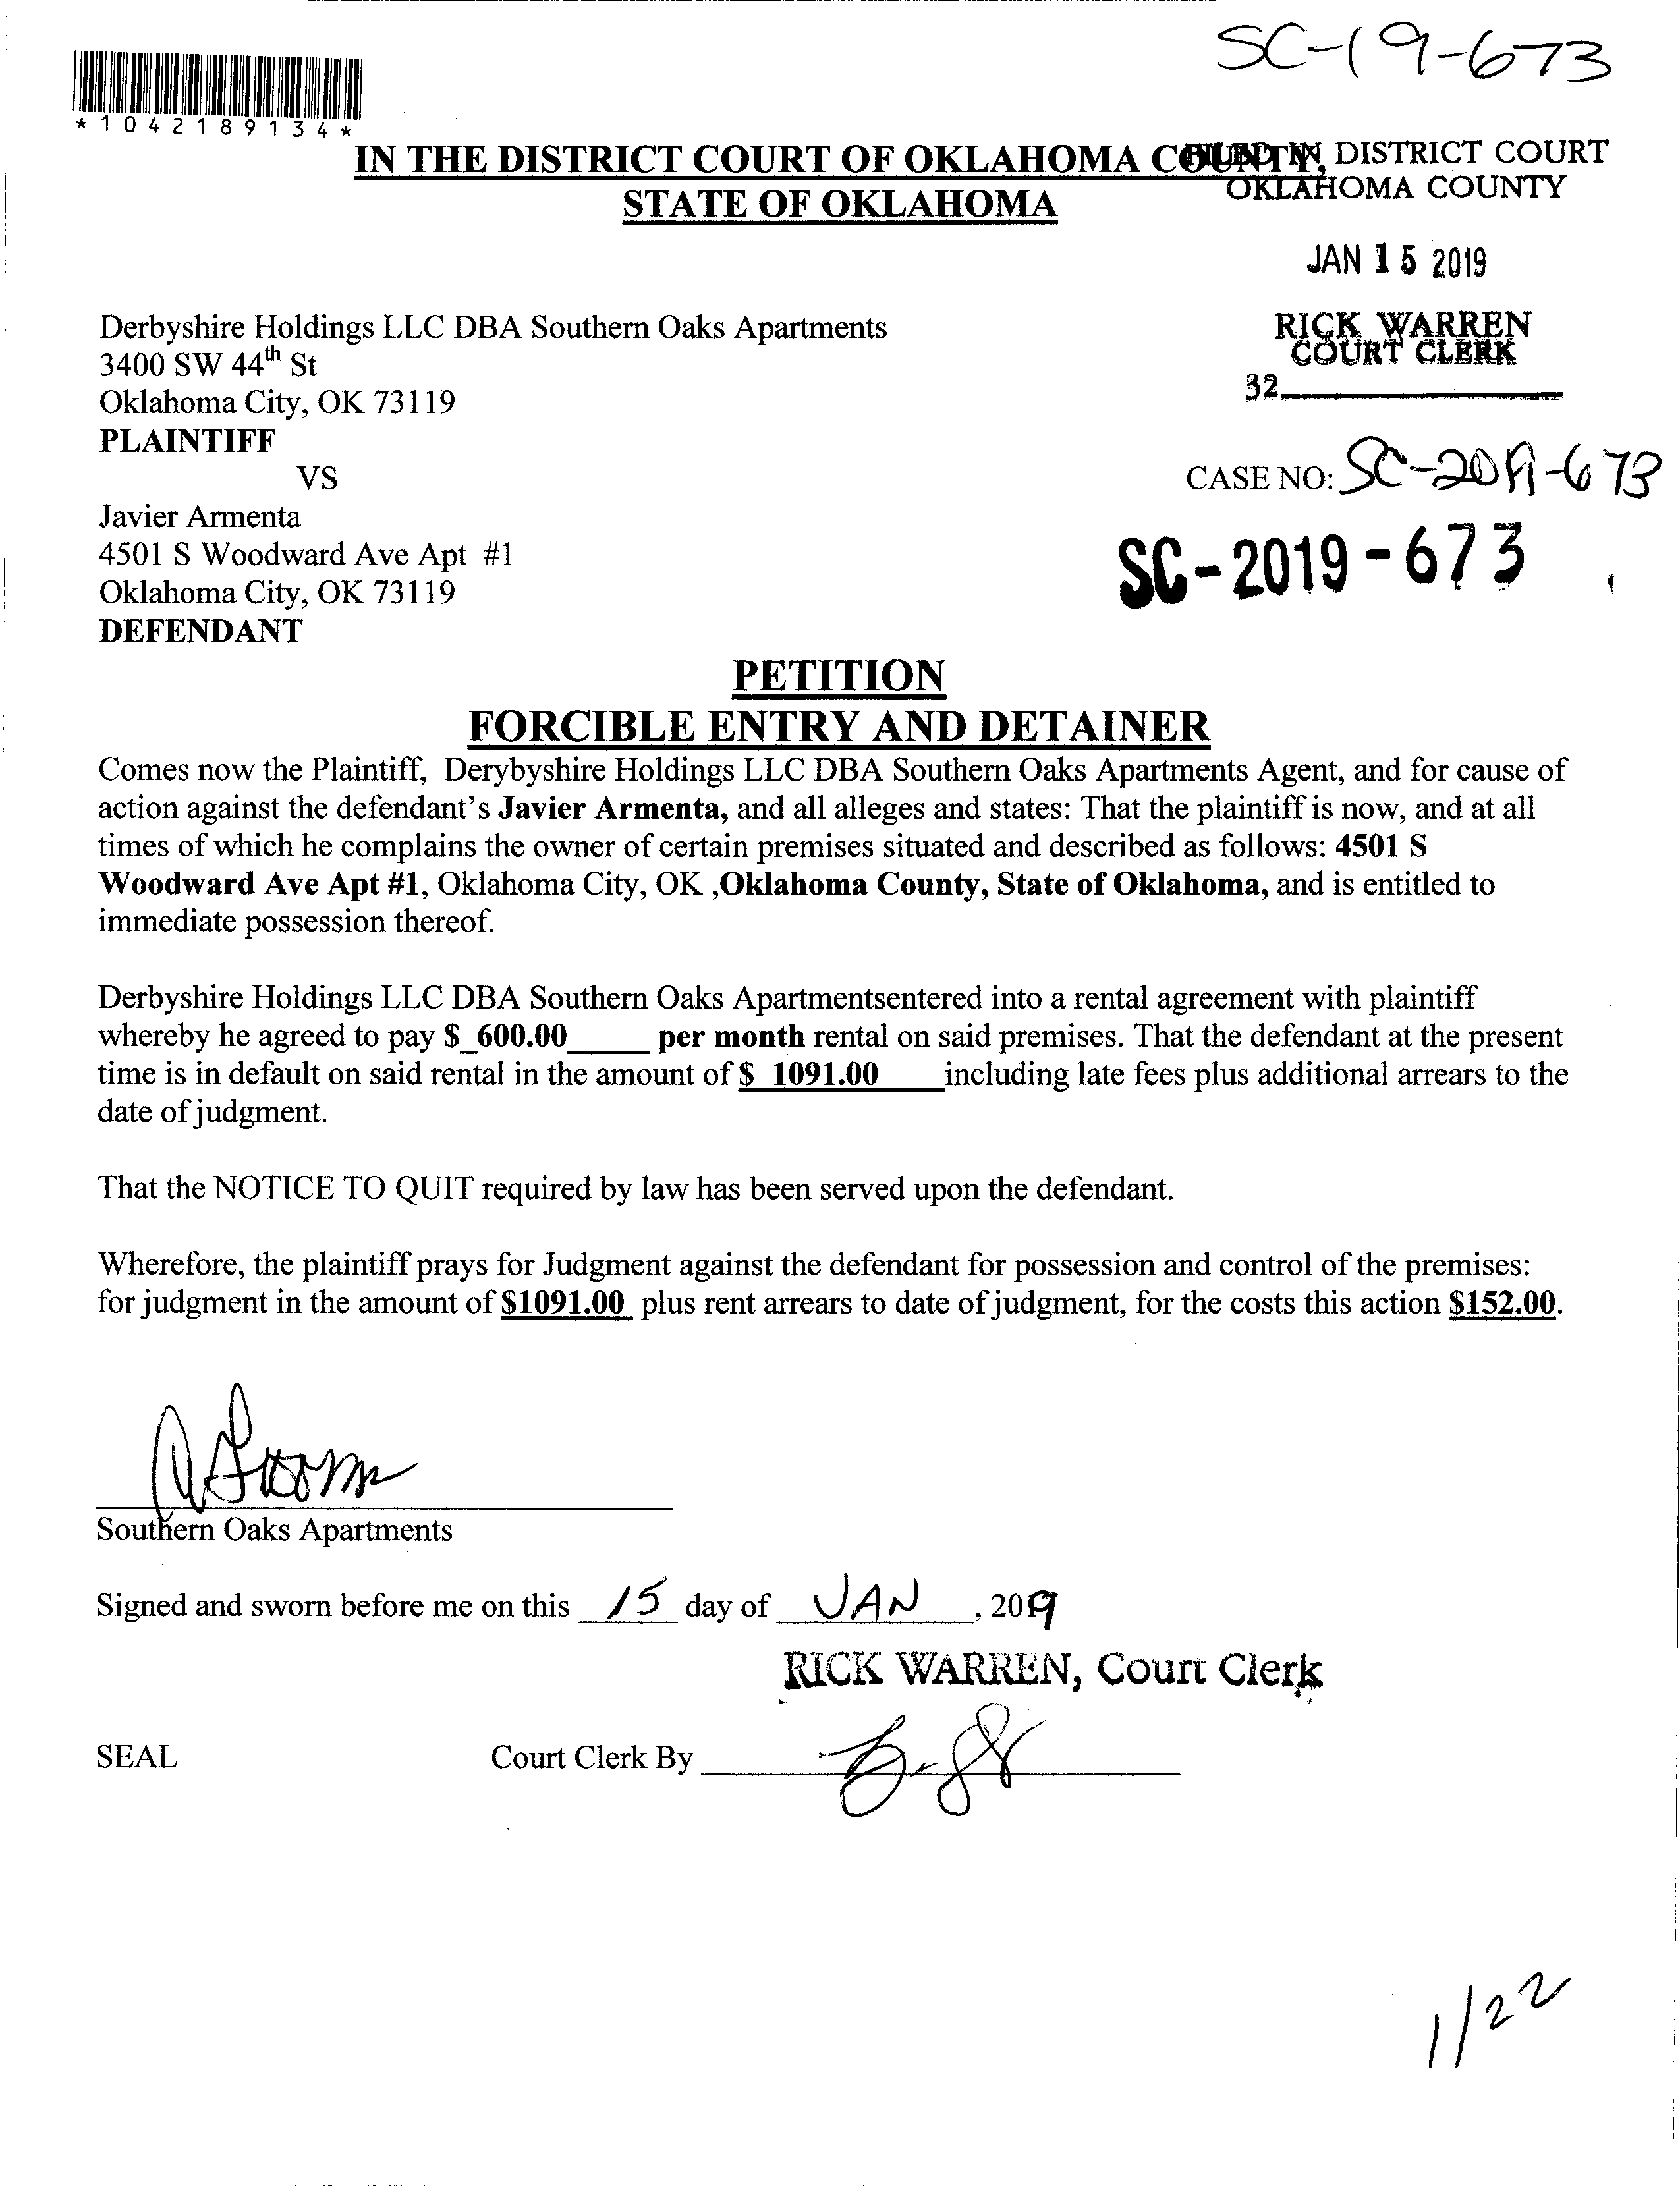 SC-19-673
*1042189134*
IN THE DISTRICT COURT OF OKLAHOMA COUNTY,
STATE OF OKLAHOMA
FILED IN DISTRICT COURT
OKLAHOMA COUNTY
JAN 15 2019
RICK WARREN
COURT CLERK
32
Derbyshire Holdings LLC DBA Southern Oaks Apartments
3400 SW 44th St
Oklahoma City, OK 73119
PLAINTIFF
VS
CASE NO: SC-2019-673
Javier Armenta
4501 S Woodward Ave Apt #1
SC-2019-673
Oklahoma City, OK 73119
DEFENDANT
PETITION
FORCIBLE ENTRY AND DETAINER
Comes now the Plaintiff, Derybyshire Holdings LLC DBA Southern Oaks Apartments Agent, and for cause of
action against the defendant's Javier Armenta, and all alleges and states: That the plaintiff is now, and at all
times of which he complains the owner of certain premises situated and described as follows: 4501 S
Woodward Ave Apt #1, Oklahoma City, OK ,Oklahoma County, State of Oklahoma, and is entitled to
immediate possession thereof.
Derbyshire Holdings LLC DBA Southern Oaks Apartmentsentered into a rental agreement with plaintiff
whereby he agreed to pay $_600.00_____ per month rental on said premises. That the defendant at the present
time is in default on said rental in the amount of $ 1091.00 ____including late fees plus additional arrears to the
date of judgment.
That the NOTICE TO QUIT required by law has been served upon the defendant.
Wherefore, the plaintiff prays for Judgment against the defendant for possession and control of the premises:
for judgment in the amount of $1091.00 plus rent arrears to date of judgment, for the costs this action $152.00.
Southern Oaks Apartments
Signed and sworn before me on this 15 day of JAN, 2019
RICK WARREN, Court Clerk
SEAL Court Clerk By
1/22